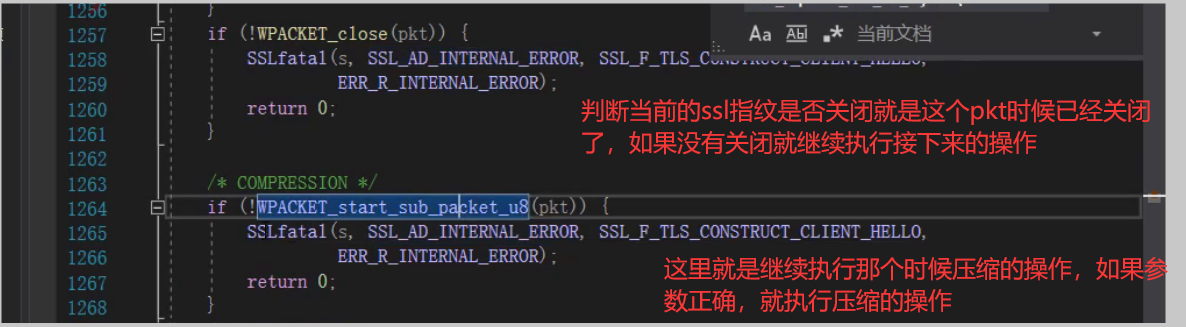 1256 }
Aa Abl .* 当前文档
1257 if (!WPACKET_close(pkt)) {
1258 SSLfatal(s, SSL_AD_INTERNAL_ERROR, SSL_F_TLS_CONSTRUCT_CLIENT_HELLO,
1259 ERR_R_INTERNAL_ERROR);
1260 return 0;
判断当前的ssl指纹是否关闭就是这个pkt时候已经关闭
1261 }
了，如果没有关闭就继续执行接下来的操作
1262
1263 /* COMPRESSION */
1264 if (!WPACKET_start_sub_packet_u8(pkt)) {
1265 SSLfatal(s, SSL_AD_INTERNAL_ERROR, SSL_F_TLS_CONSTRUCT_CLIENT_HELLO,
1266 ERR_R_INTERNAL_ERROR);
这里就是继续执行那个时候压缩的操作，如果参
1267 return 0;
数正确，就执行压缩的操作
1268 }